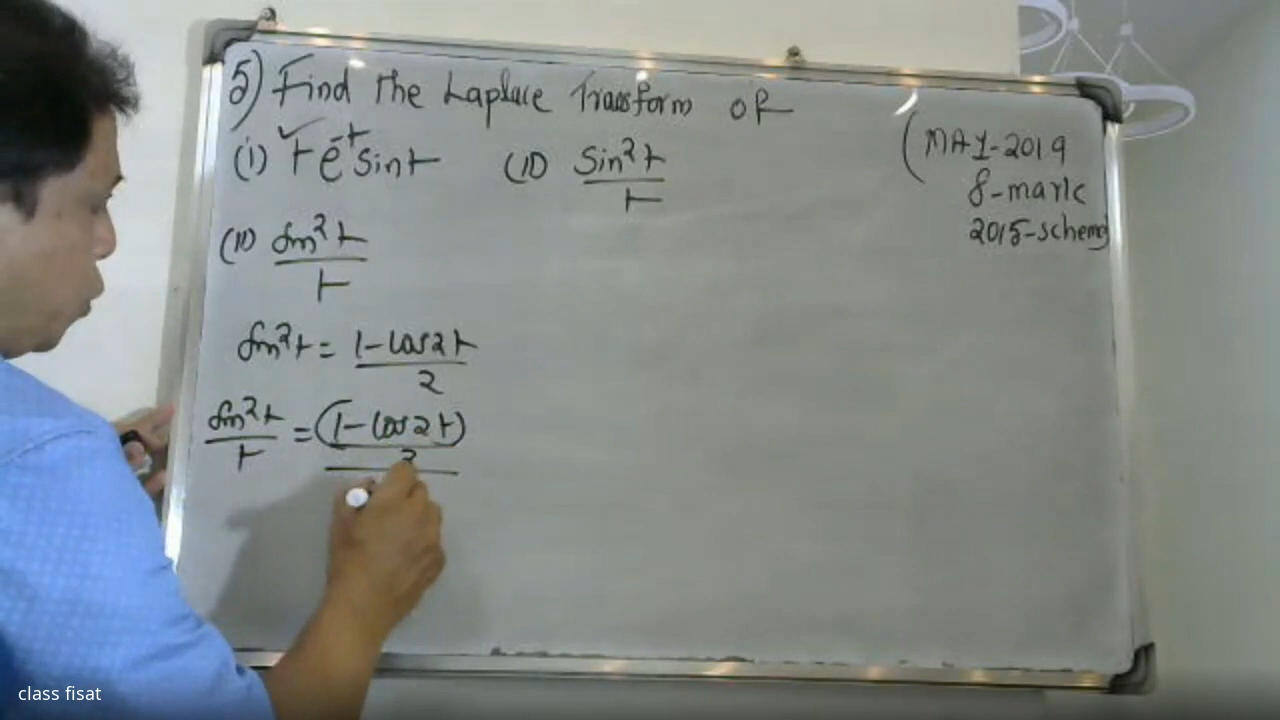 5) Find the Laplace Transform of
(i) t e^-t sin t (ii) Sin²t / t
(MAY-2019
8-mark
2015-scheme)
(ii) Sin²t / t
Sin²t = 1-Cos2t / 2
Sin²t / t = (1-Cos2t) / 2
class fisat